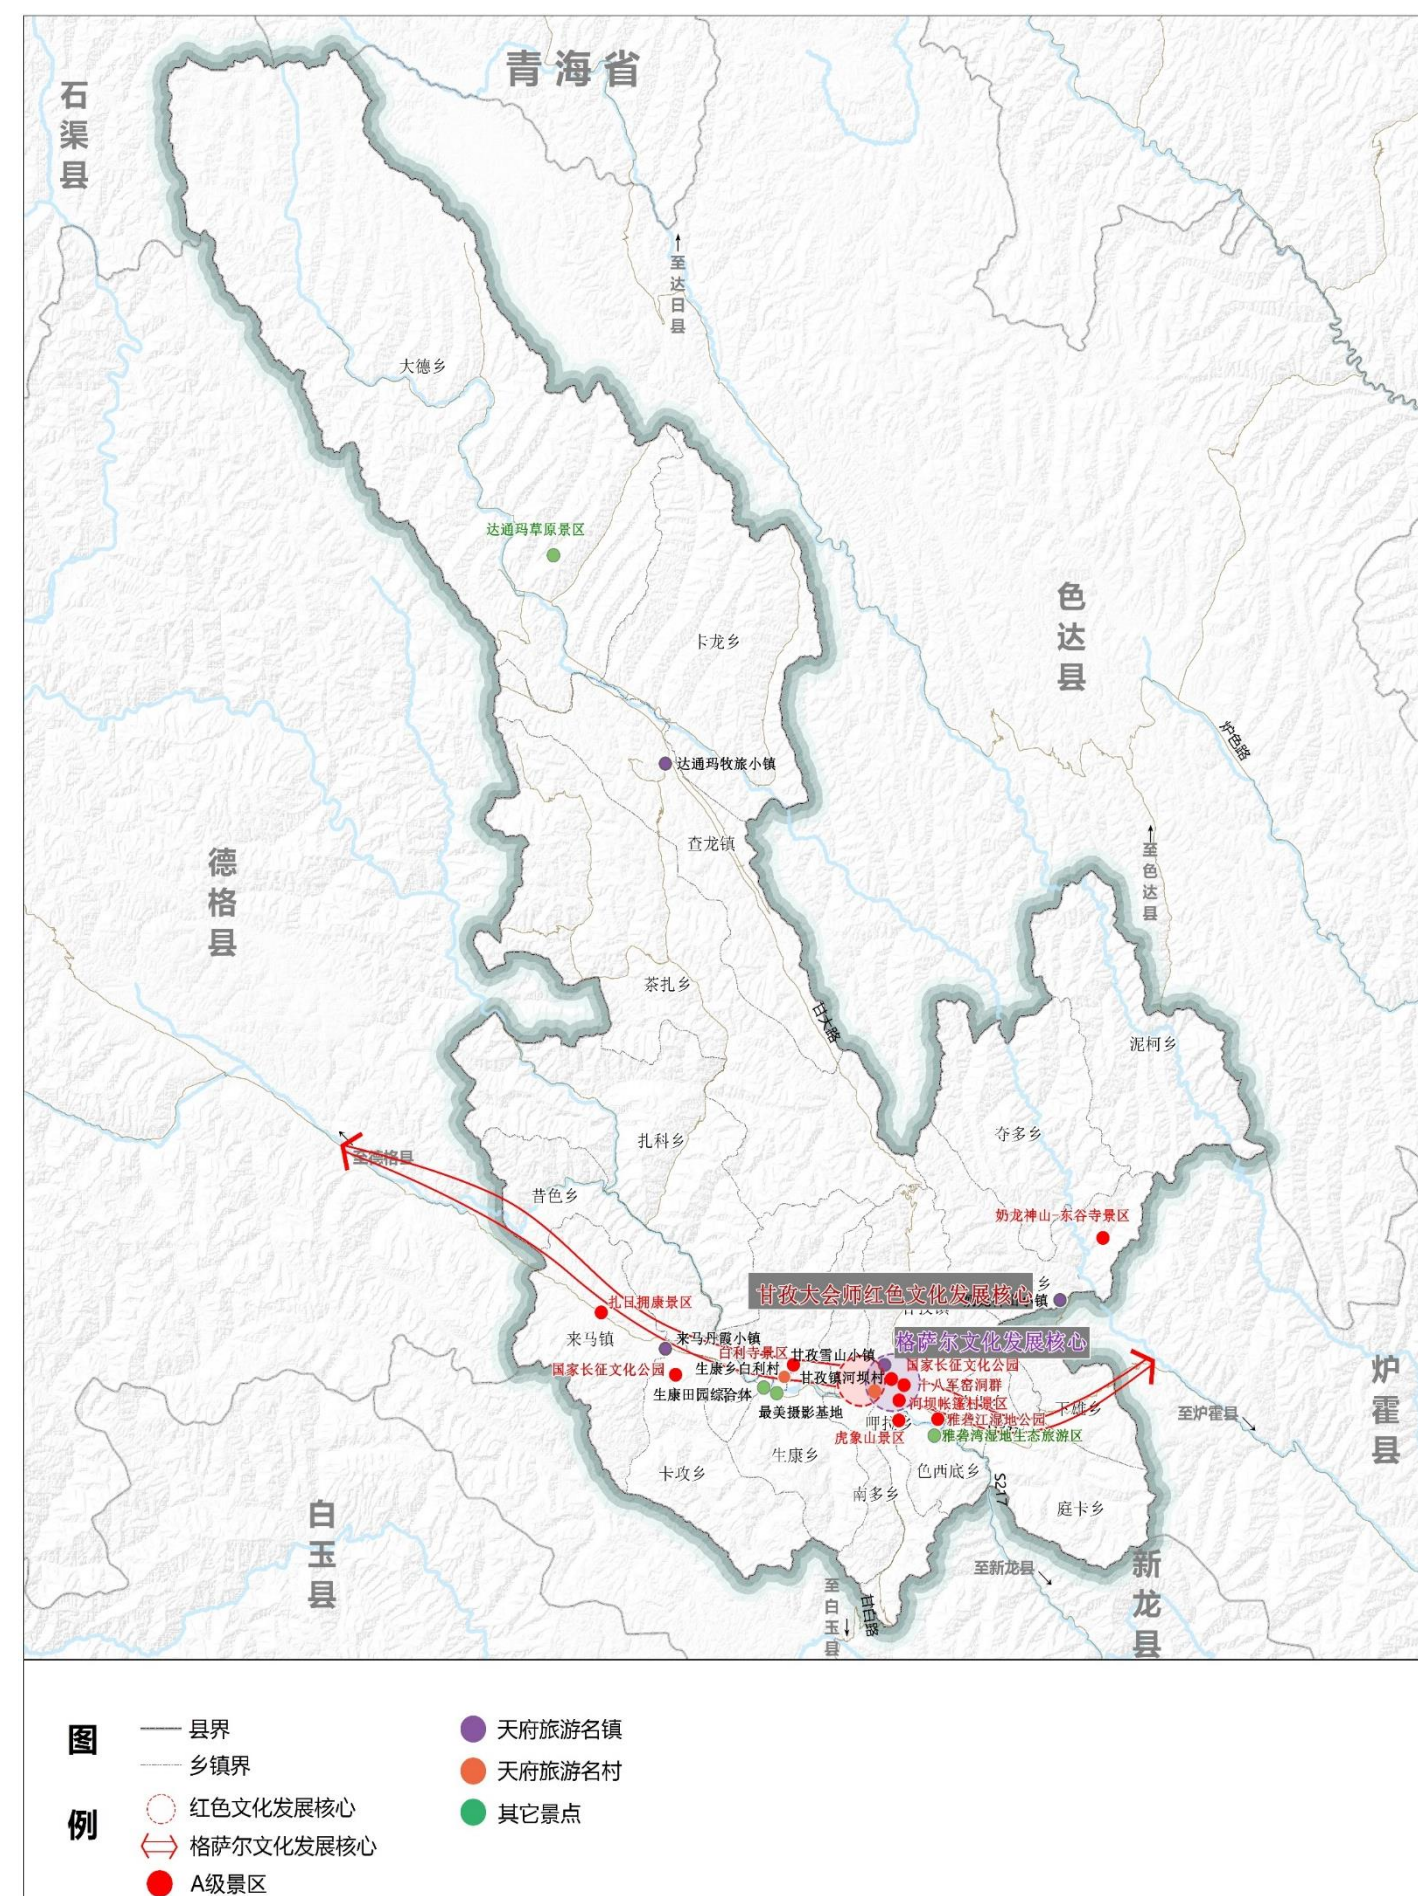 青海省
石渠县
至达日县
大德乡
达通玛草原景区
色达县
卡龙乡
炉色路
达通玛牧旅小镇
查龙镇
德格县
至色达县
茶扎乡
甘大路
泥柯乡
夺多乡
扎科乡
至德格县
昔色乡
奶龙神山-东谷寺景区
乡
甘孜大会师红色文化发展核心
镇
扎日拥康景区
来马镇
来马丹霞小镇
格萨尔文化发展核心
白利寺景区
甘孜雪山小镇
国家长征文化公园
国家长征文化公园
生康乡白利村
甘孜镇河坝村
十八军窑洞群
生康田园综合体
最美摄影基地
河坝帐篷村景区
下雄乡
雅砻江湿地公园
虎象山景区
雅砻湾湿地生态旅游区
炉霍县
至炉霍县
生康乡
卡攻乡
色西底乡
南多乡
S217
庭卡乡
白玉县
至新龙县
新龙县
至白玉县
甘白路
图例
县界
乡镇界
红色文化发展核心
格萨尔文化发展核心
A级景区
天府旅游名镇
天府旅游名村
其它景点